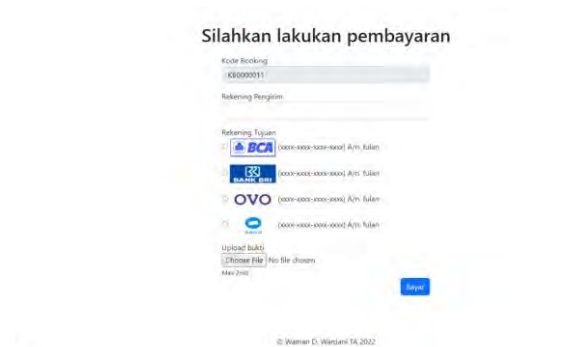 Silahkan lakukan pembayaran
Kode Booking
KB0000011
Rekening Pengirim
Rekening Tujuan
BCA (xxxx-xxxx-xxxx-xxxx) A/n. fulan
BANK BRI (xxxx-xxxx-xxxx-xxxx) A/n. fulan
OVO (xxxx-xxxx-xxxx-xxxx) A/n. fulan
(xxxx-xxxx-xxxx-xxxx) A/n. fulan
Upload bukti
Choose File No file chosen
Max 2mb
Bayar
© Waman D. Wardani TA 2022